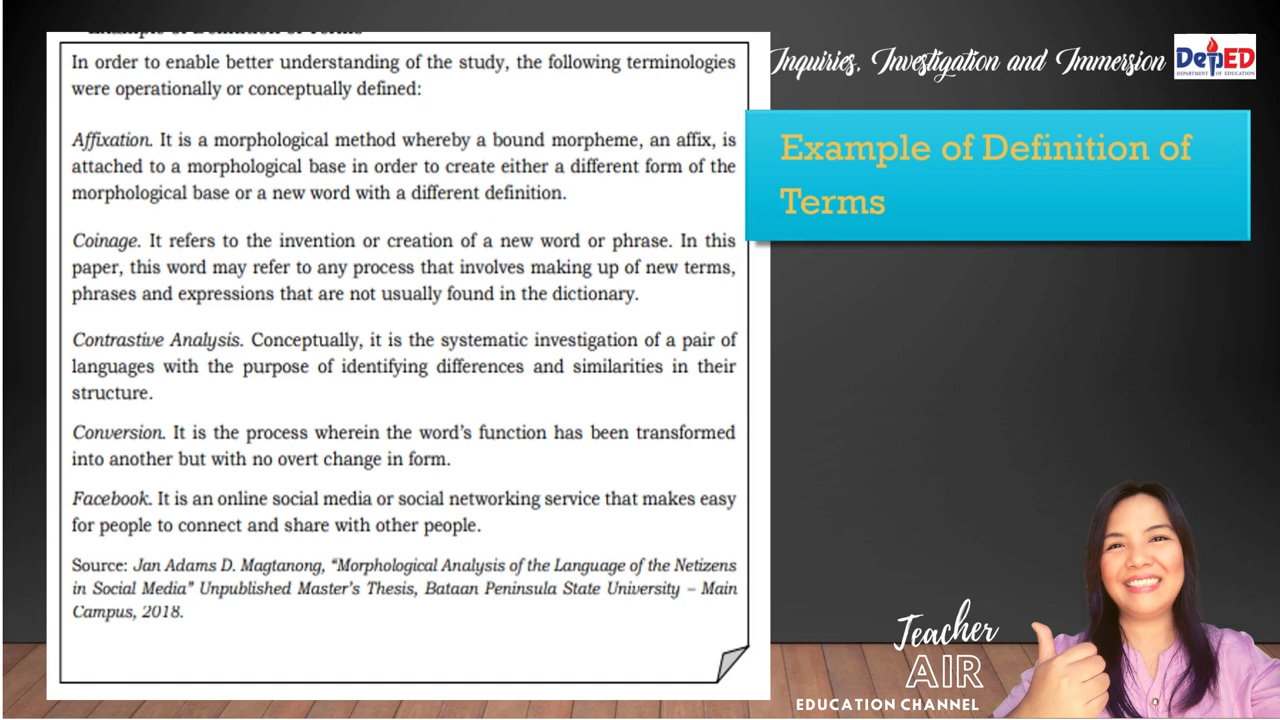 Example of Definition of Terms
In order to enable better understanding of the study, the following terminologies
were operationally or conceptually defined:
Affixation. It is a morphological method whereby a bound morpheme, an affix, is
attached to a morphological base in order to create either a different form of the
morphological base or a new word with a different definition.
Coinage. It refers to the invention or creation of a new word or phrase. In this
paper, this word may refer to any process that involves making up of new terms,
phrases and expressions that are not usually found in the dictionary.
Contrastive Analysis. Conceptually, it is the systematic investigation of a pair of
languages with the purpose of identifying differences and similarities in their
structure.
Conversion. It is the process wherein the word's function has been transformed
into another but with no overt change in form.
Facebook. It is an online social media or social networking service that makes easy
for people to connect and share with other people.
Source: Jan Adams D. Magtanong, “Morphological Analysis of the Language of the Netizens
in Social Media” Unpublished Master's Thesis, Bataan Peninsula State University – Main
Campus, 2018.
Inquiries, Investigation and Immersion
DepED
DEPARTMENT OF EDUCATION
Example of Definition of
Terms
Teacher
AIR
EDUCATION CHANNEL